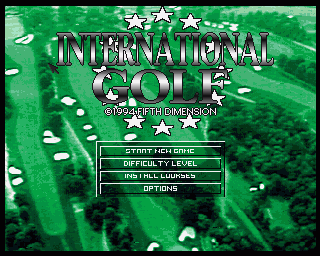 INTERNATIONAL
GOLF
©1994 FIFTH DIMENSION
START NEW GAME
DIFFICULTY LEVEL
INSTALL COURSES
OPTIONS